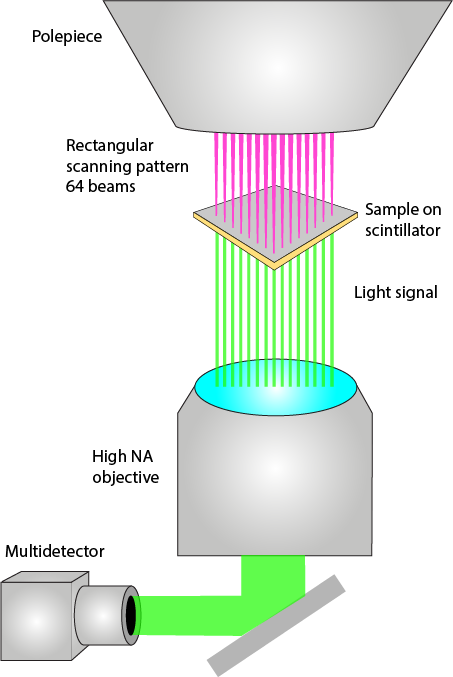 Polepiece
Rectangular
scanning pattern
64 beams
Sample on
scintillator
Light signal
High NA
objective
Multidetector